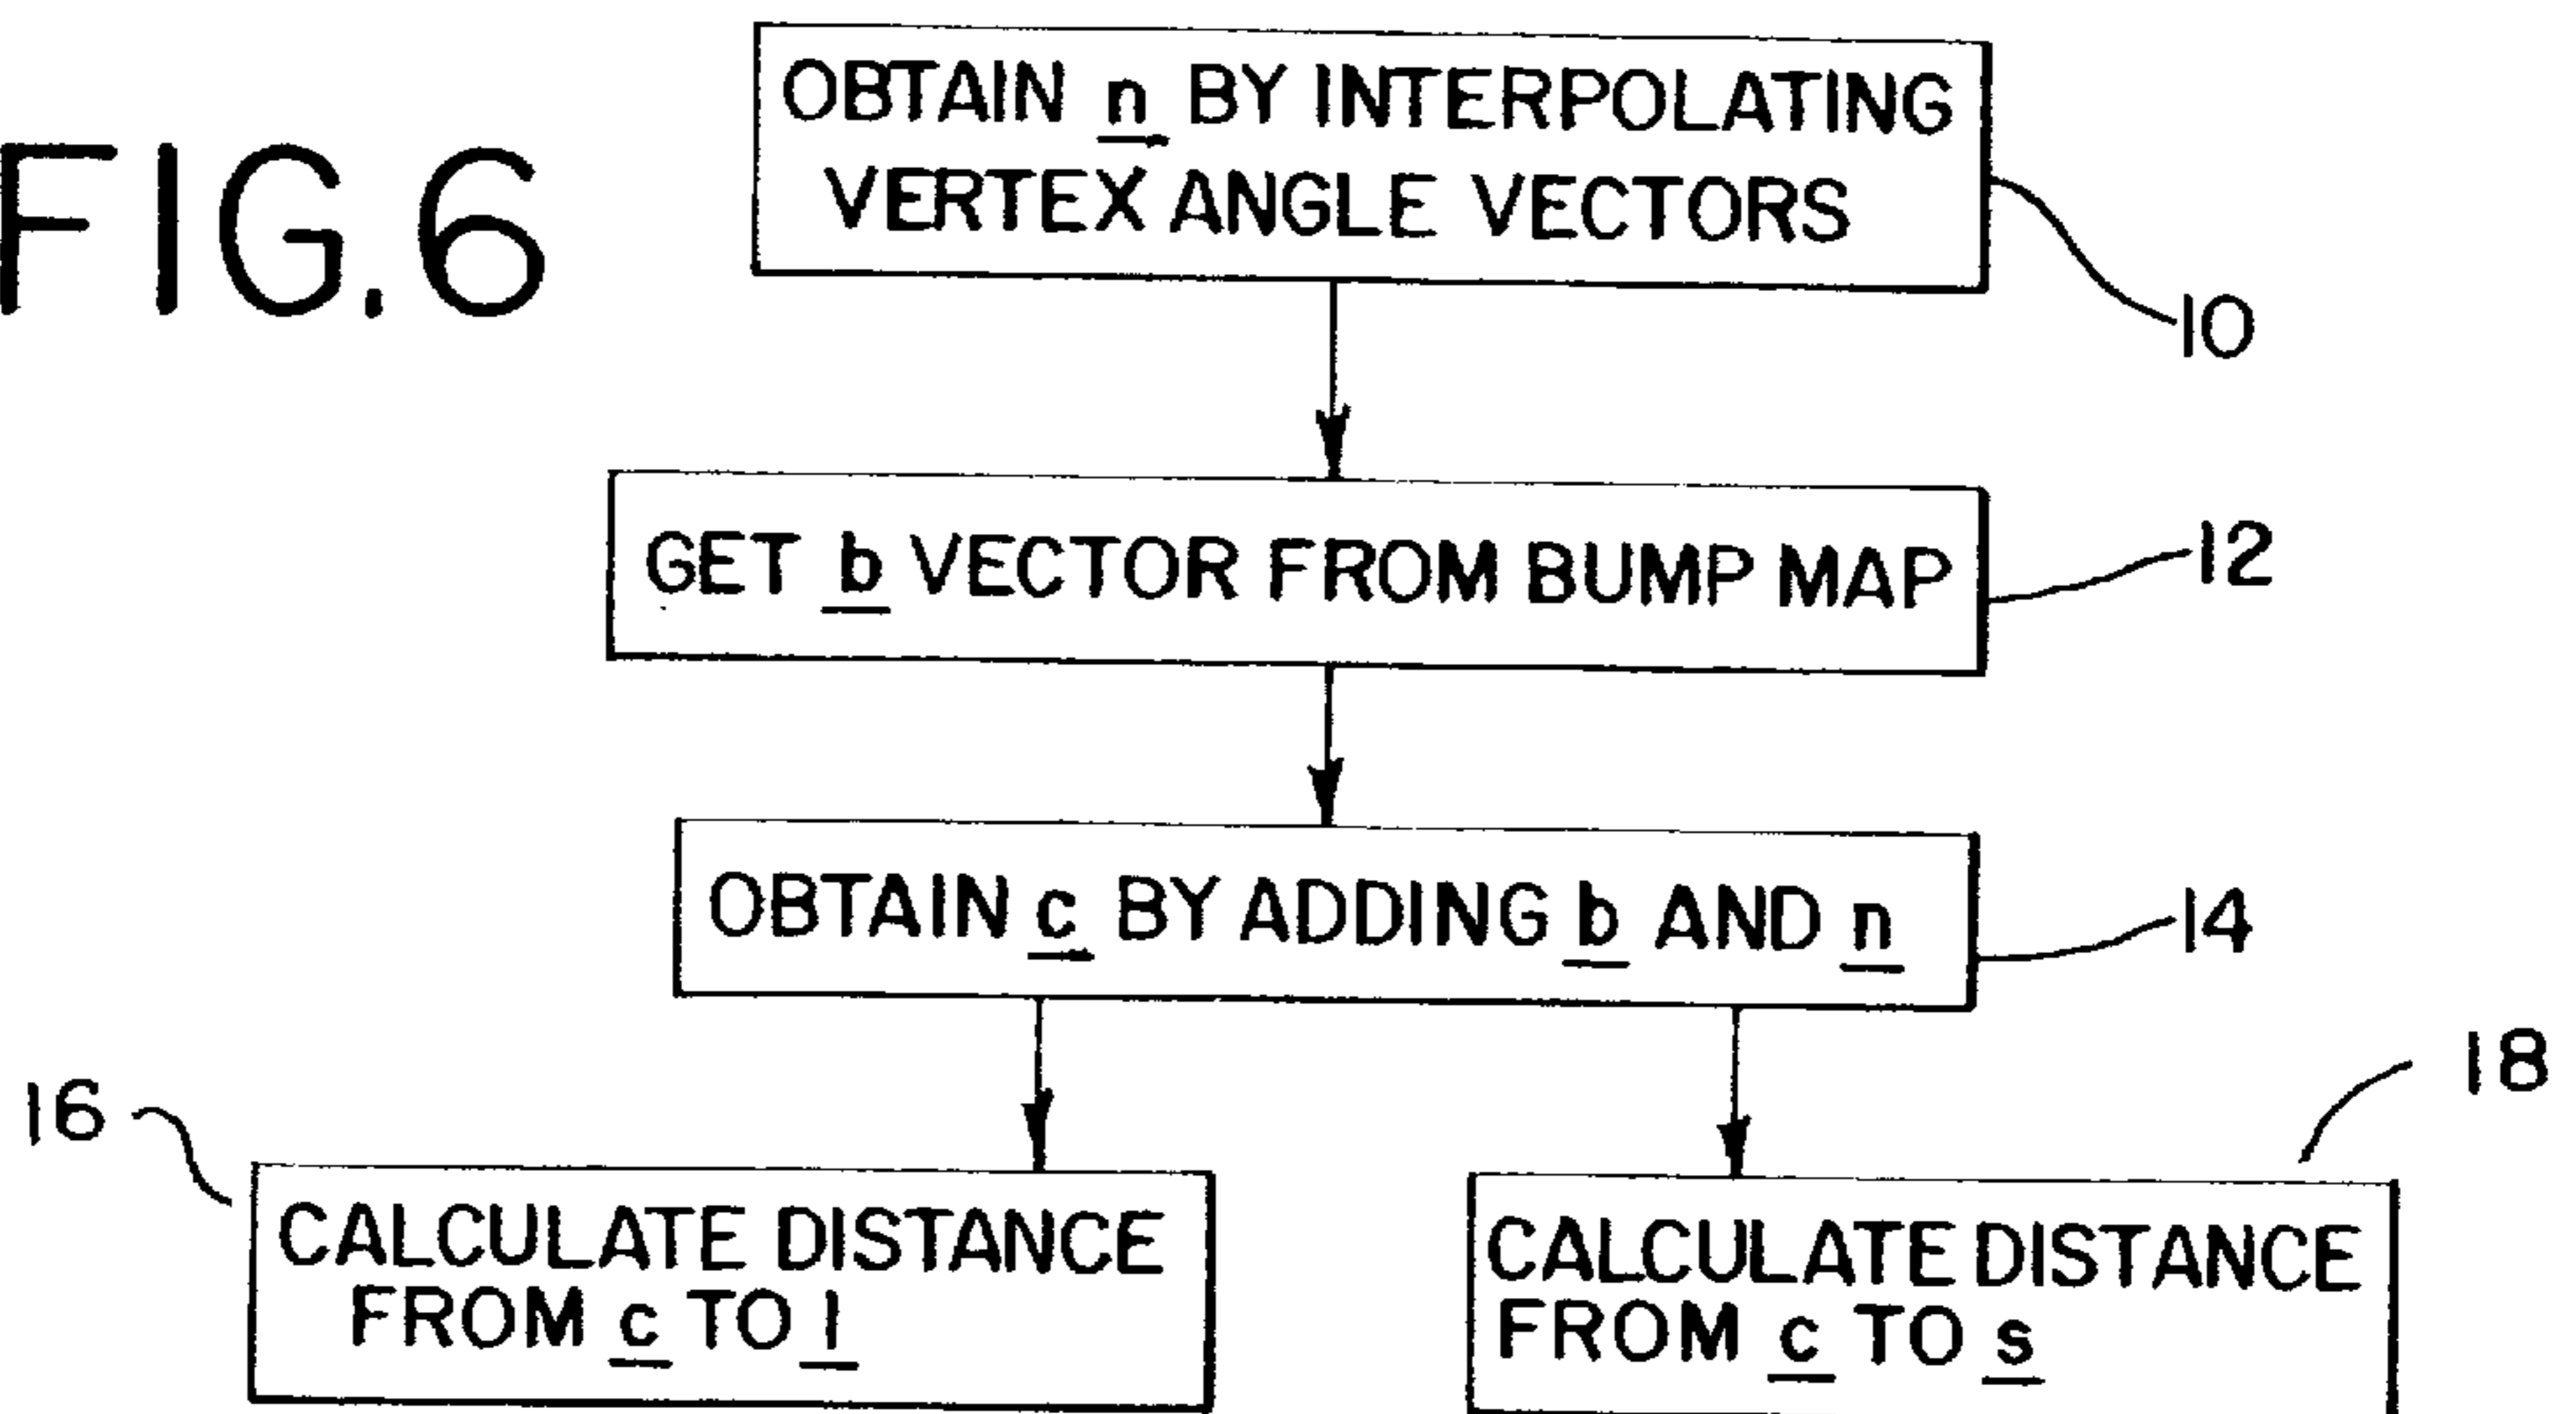 FIG. 6
OBTAIN n BY INTERPOLATING
VERTEX ANGLE VECTORS
10
GET b VECTOR FROM BUMP MAP
12
OBTAIN c BY ADDING b AND n
14
16
CALCULATE DISTANCE
FROM c TO l
18
CALCULATE DISTANCE
FROM c TO s